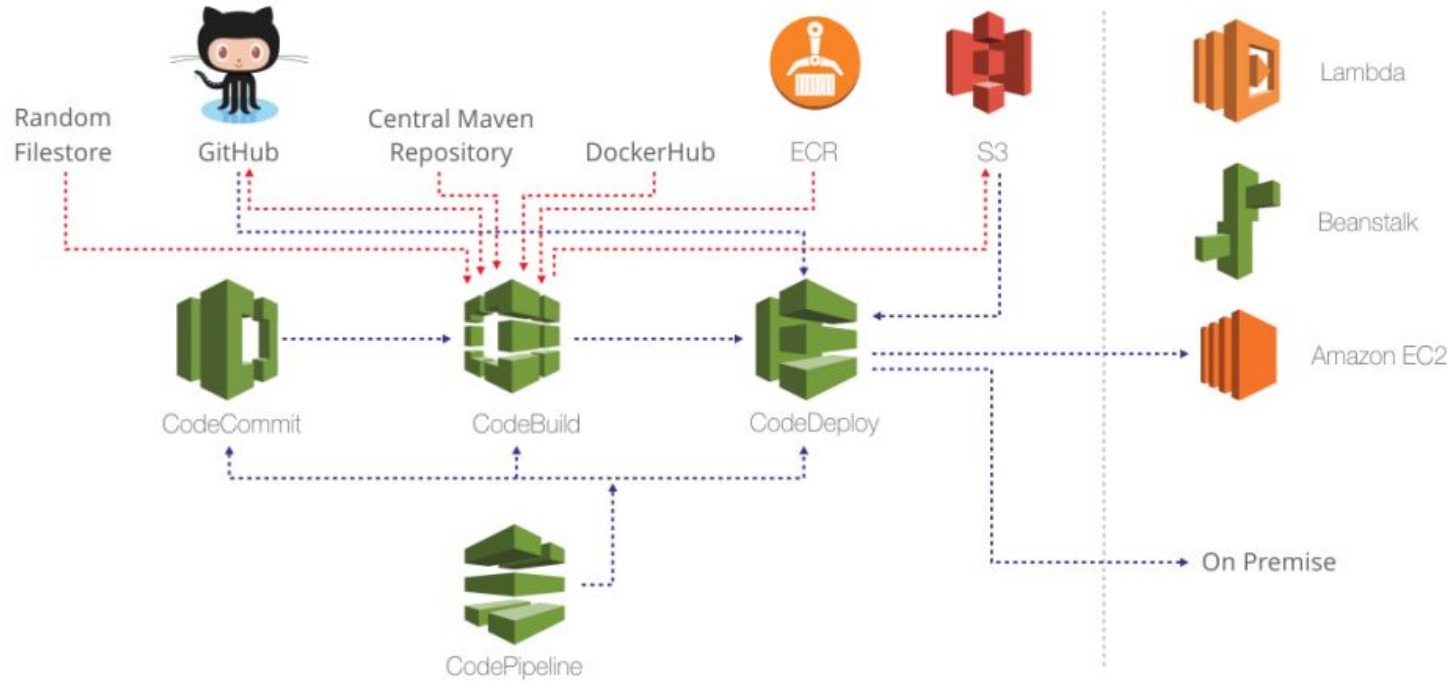 Random
Filestore
GitHub
Central Maven
Repository
DockerHub
ECR
S3
Lambda
Beanstalk
CodeCommit
CodeBuild
CodeDeploy
Amazon EC2
On Premise
CodePipeline